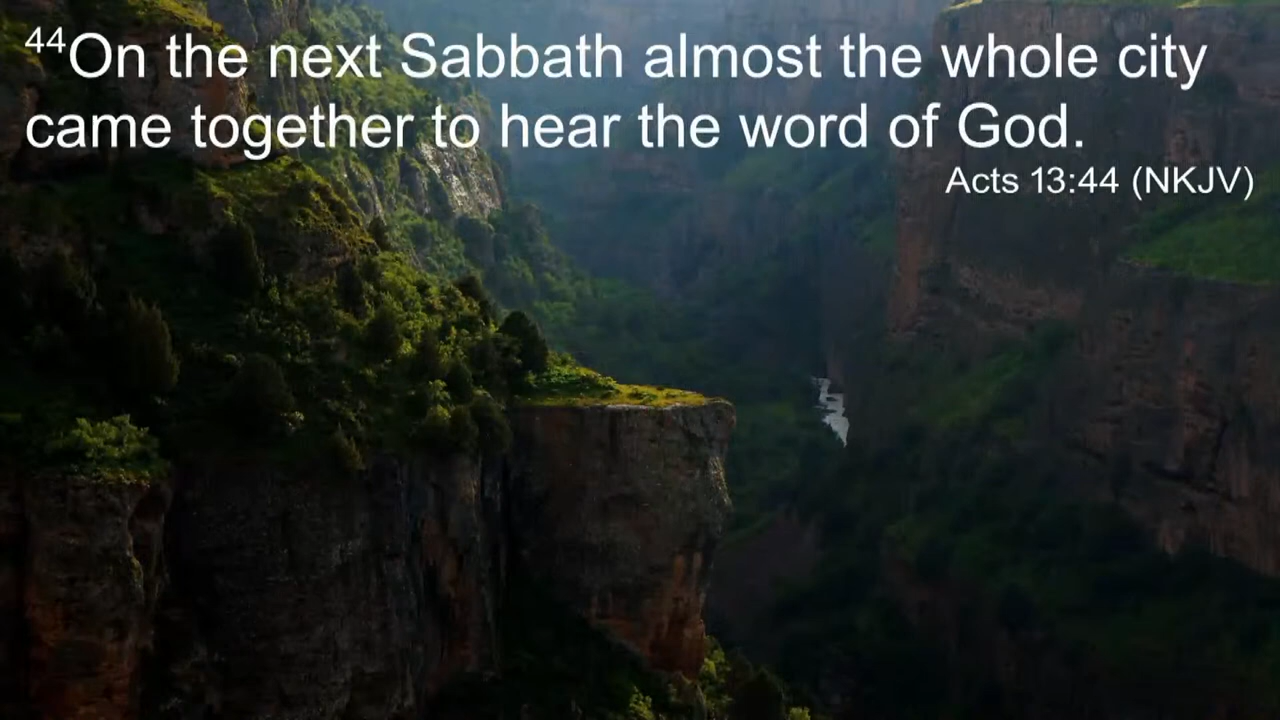 44On the next Sabbath almost the whole city
came together to hear the word of God.
Acts 13:44 (NKJV)